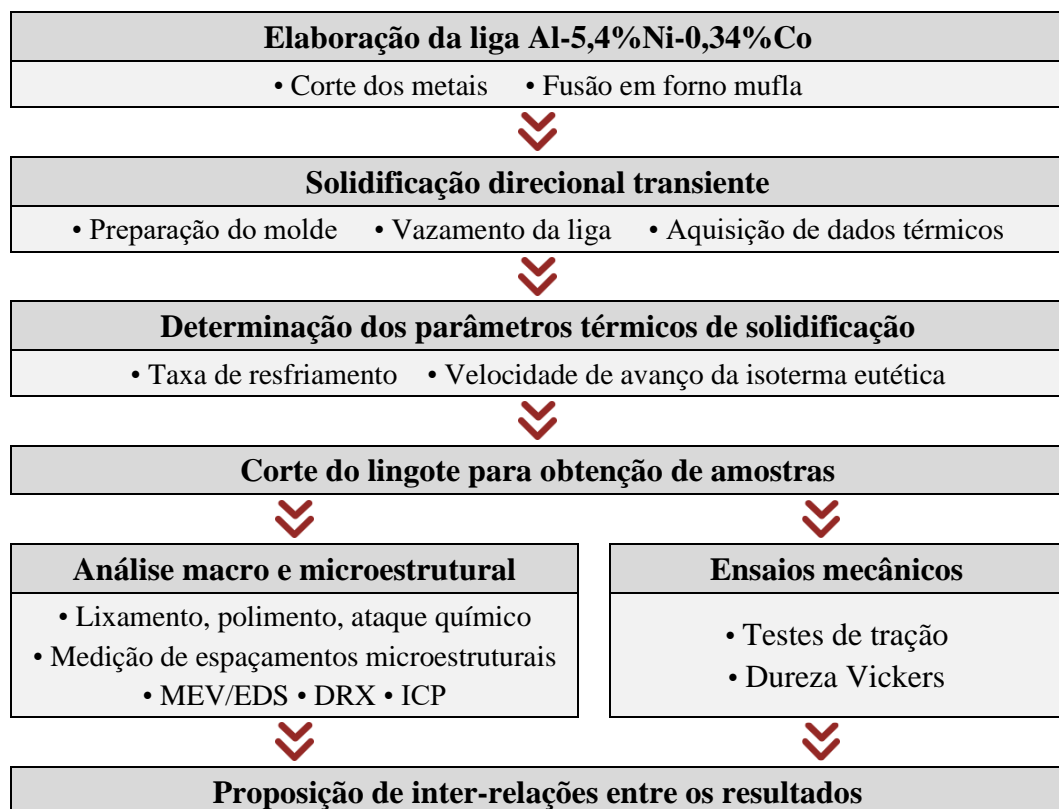 Elaboração da liga Al-5,4%Ni-0,34%Co
• Corte dos metais • Fusão em forno mufla
Solidificação direcional transiente
• Preparação do molde • Vazamento da liga • Aquisição de dados térmicos
Determinação dos parâmetros térmicos de solidificação
• Taxa de resfriamento • Velocidade de avanço da isoterma eutética
Corte do lingote para obtenção de amostras
Análise macro e microestrutural
• Lixamento, polimento, ataque químico
• Medição de espaçamentos microestruturais
• MEV/EDS • DRX • ICP
Ensaios mecânicos
• Testes de tração
• Dureza Vickers
Proposição de inter-relações entre os resultados